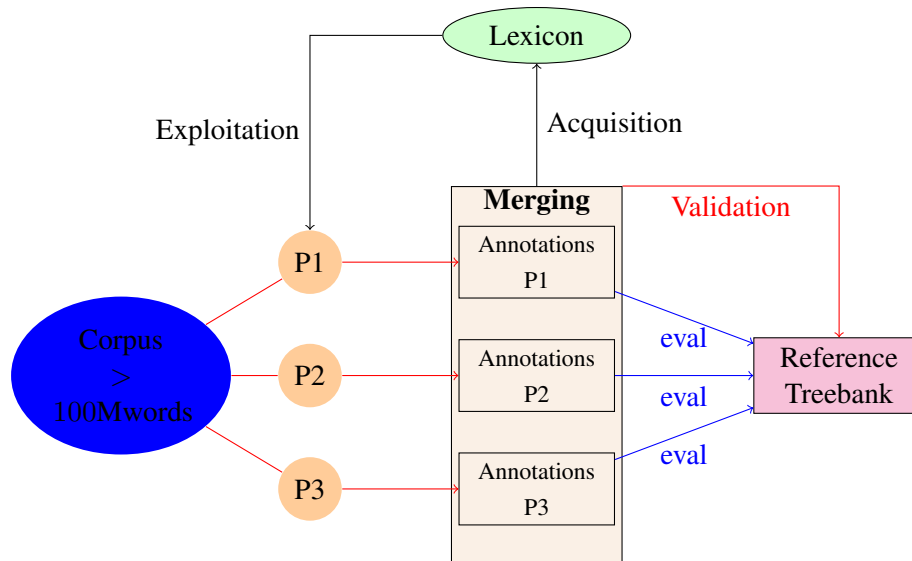 Lexicon
Exploitation
Acquisition
Merging
Validation
Annotations
P1
P1
eval
Corpus
>
100Mwords
P2
Annotations
P2
Reference
Treebank
eval
eval
P3
Annotations
P3